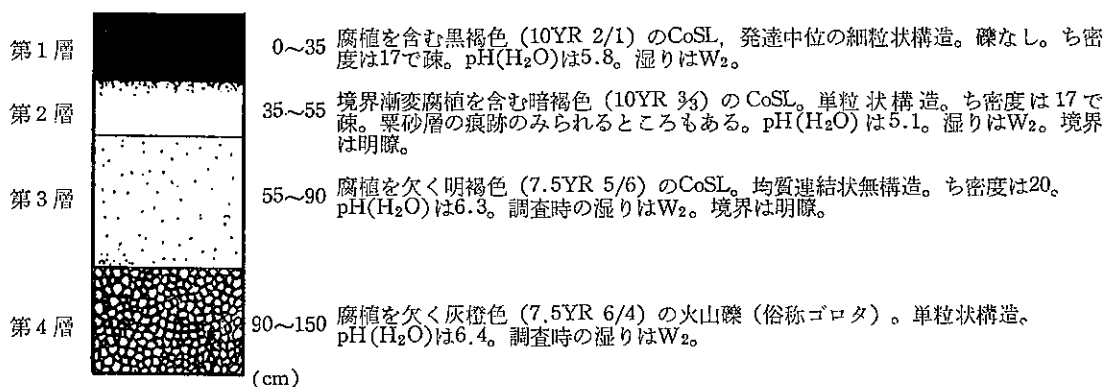 第1層
0～35 腐植を含む黒褐色 (10YR 2/1) のCoSL, 発達中位の細粒状構造。礫なし。ち密
度は17で疎。pH(H₂O)は5.8。湿りはW₂。
第2層
35～55 境界漸変腐植を含む暗褐色 (10YR 3/3) のCoSL。単粒状構造。ち密度は17で
疎。粟砂層の痕跡のみられるところもある。pH(H₂O)は5.1。湿りはW₂。境界
は明瞭。
第3層
55～90 腐植を欠く明褐色 (7.5YR 5/6) のCoSL。均質連結状無構造。ち密度は20。
pH(H₂O)は6.3。調査時の湿りはW₂。境界は明瞭。
第4層
90～150 腐植を欠く灰橙色 (7.5YR 6/4) の火山礫 (俗称ゴロタ) 。単粒状構造。
pH(H₂O)は6.4。調査時の湿りはW₂。
(cm)